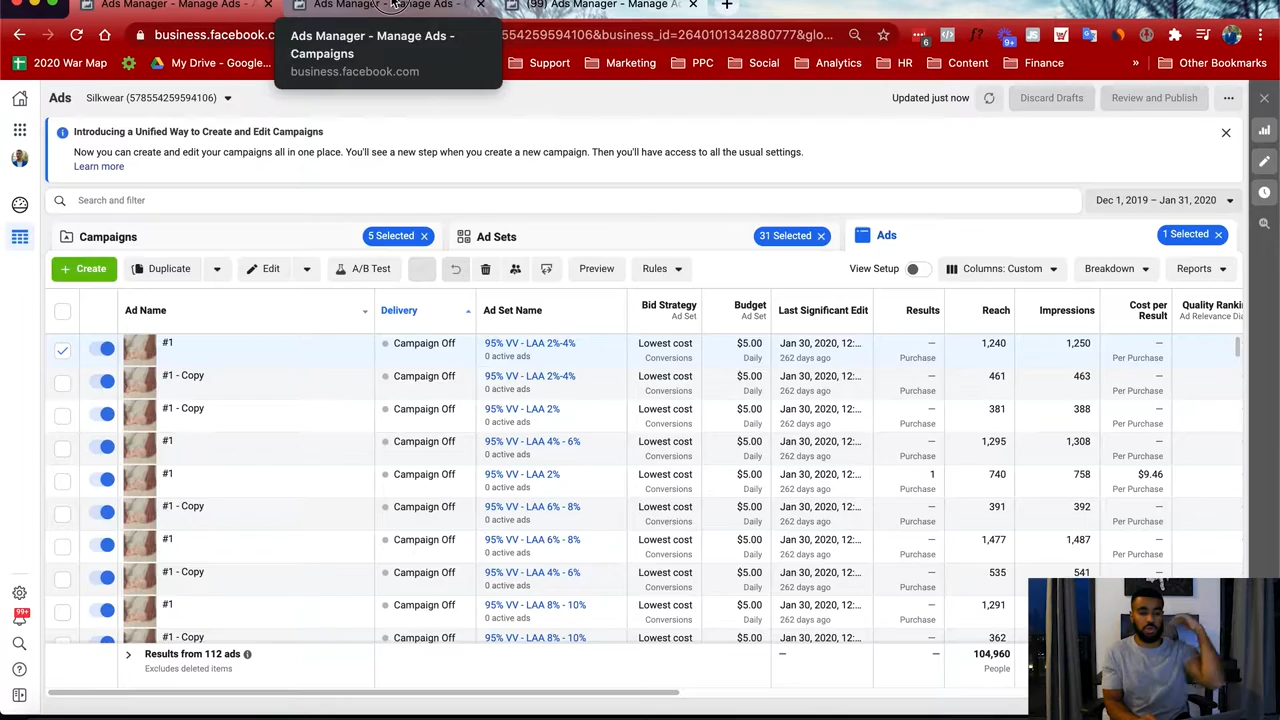 Ads Manager - Manage Ads - 
Ads Manager - Manage Ads - 
(99) Ads Manager - Manage A
business.facebook.c
554259594106&business_id=2640101342880777&glo...
Ads Manager - Manage Ads -
Campaigns
business.facebook.com
2020 War Map
My Drive - Google...
Support
Marketing
PPC
Social
Analytics
HR
Content
Finance
»
Other Bookmarks
Ads
Silkwear (578554259594106)
Updated just now
Discard Drafts
Review and Publish
Introducing a Unified Way to Create and Edit Campaigns
Now you can create and edit your campaigns all in one place. You'll see a new step when you create a new campaign. Then you'll have access to all the usual settings.
Learn more
Search and filter
Dec 1, 2019 – Jan 31, 2020
Campaigns
5 Selected
Ad Sets
31 Selected
Ads
1 Selected
+ Create
Duplicate
Edit
A/B Test
Preview
Rules
View Setup
Columns: Custom
Breakdown
Reports
Ad Name
Delivery
Ad Set Name
Bid Strategy
Ad Set
Budget
Ad Set
Last Significant Edit
Results
Reach
Impressions
Cost per
Result
Quality Ranki
Ad Relevance Dia
#1
Campaign Off
95% VV - LAA 2%-4%
0 active ads
Lowest cost
Conversions
$5.00
Daily
Jan 30, 2020, 12:...
262 days ago
—
Purchase
1,240
1,250
—
Per Purchase
#1 - Copy
Campaign Off
95% VV - LAA 2%-4%
0 active ads
Lowest cost
Conversions
$5.00
Daily
Jan 30, 2020, 12:...
262 days ago
—
Purchase
461
463
—
Per Purchase
#1 - Copy
Campaign Off
95% VV - LAA 2%
0 active ads
Lowest cost
Conversions
$5.00
Daily
Jan 30, 2020, 12:...
262 days ago
—
Purchase
381
388
—
Per Purchase
#1
Campaign Off
95% VV - LAA 4% - 6%
0 active ads
Lowest cost
Conversions
$5.00
Daily
Jan 30, 2020, 12:...
262 days ago
—
Purchase
1,295
1,308
—
Per Purchase
#1
Campaign Off
95% VV - LAA 2%
0 active ads
Lowest cost
Conversions
$5.00
Daily
Jan 30, 2020, 12:...
262 days ago
1
Purchase
740
758
$9.46
Per Purchase
#1 - Copy
Campaign Off
95% VV - LAA 6% - 8%
0 active ads
Lowest cost
Conversions
$5.00
Daily
Jan 30, 2020, 12:...
262 days ago
—
Purchase
391
392
—
Per Purchase
#1
Campaign Off
95% VV - LAA 6% - 8%
0 active ads
Lowest cost
Conversions
$5.00
Daily
Jan 30, 2020, 12:...
262 days ago
—
Purchase
1,477
1,487
—
Per Purchase
#1 - Copy
Campaign Off
95% VV - LAA 4% - 6%
0 active ads
Lowest cost
Conversions
$5.00
Daily
Jan 30, 2020, 12:...
262 days ago
—
Purchase
535
541
#1
Campaign Off
95% VV - LAA 8% - 10%
0 active ads
Lowest cost
Conversions
$5.00
Daily
Jan 30, 2020, 12:...
262 days ago
—
Purchase
1,291
#1 - Copy
Campaign Off
95% VV - LAA 8% - 10%
Lowest cost
$5.00
Jan 30, 2020, 12:...
—
362
Results from 112 ads
Excludes deleted items
—
—
104,960
People
99+